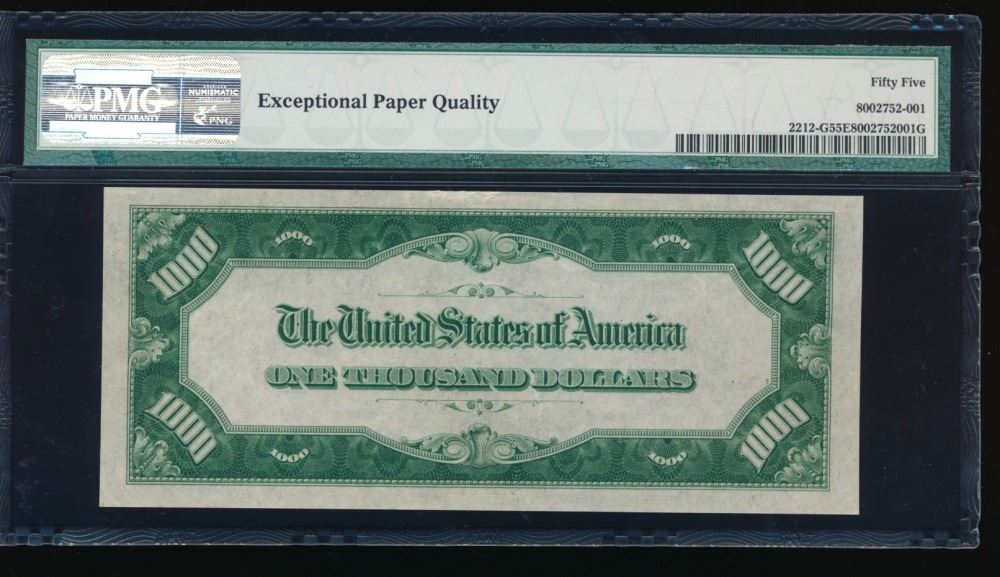 PMG
PAPER MONEY GUARANTY
NUMISMATIC
PNG
Exceptional Paper Quality
Fifty Five
8002752-001
2212-G55E8002752001G
1000
1000
1000
1000
The United States of America
ONE THOUSAND DOLLARS
1000
1000
1000
1000